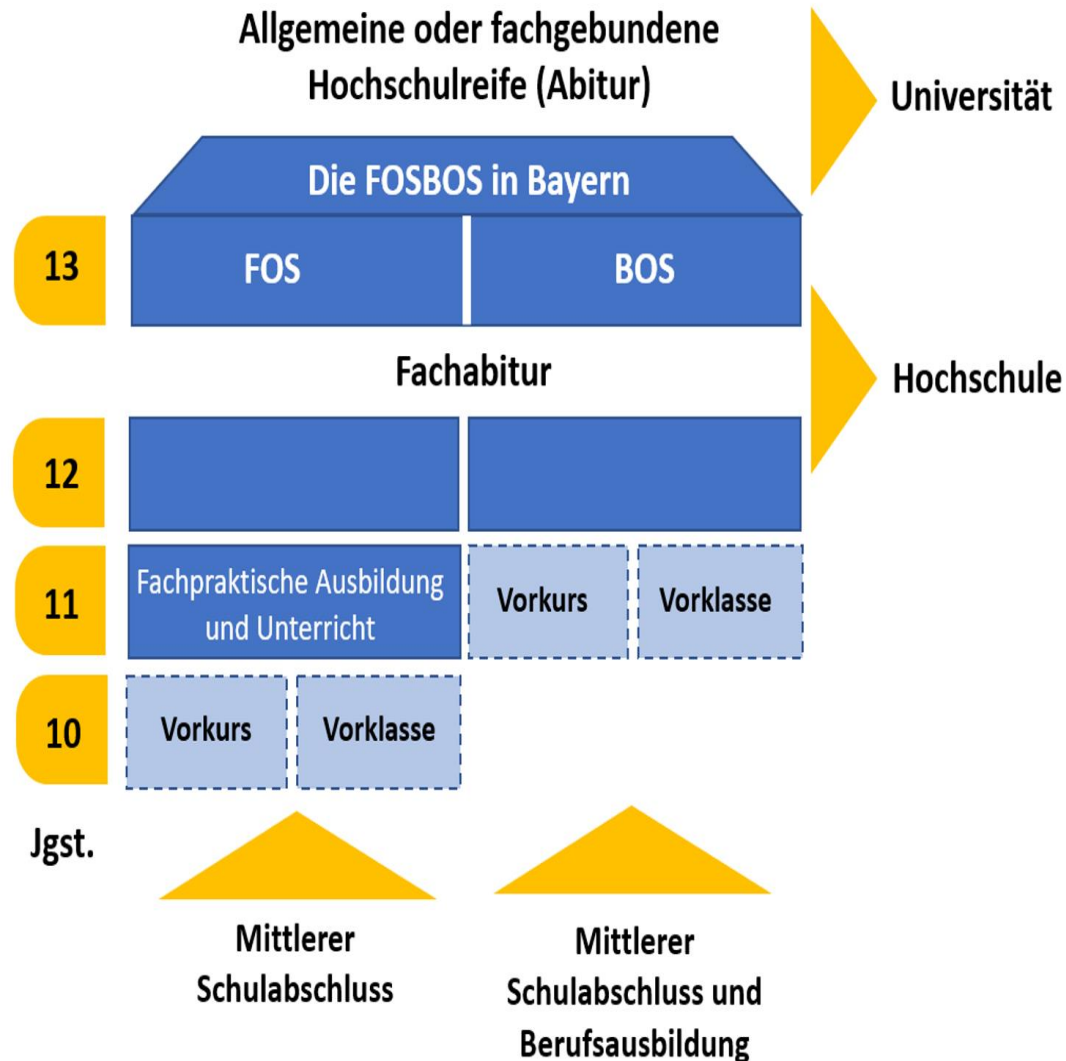 Allgemeine oder fachgebundene
Hochschulreife (Abitur)
Universität
Die FOSBOS in Bayern
13
FOS
BOS
Fachabitur
Hochschule
12
11
Fachpraktische Ausbildung
und Unterricht
Vorkurs
Vorklasse
10
Vorkurs
Vorklasse
Jgst.
Mittlerer
Schulabschluss
Mittlerer
Schulabschluss und
Berufsausbildung